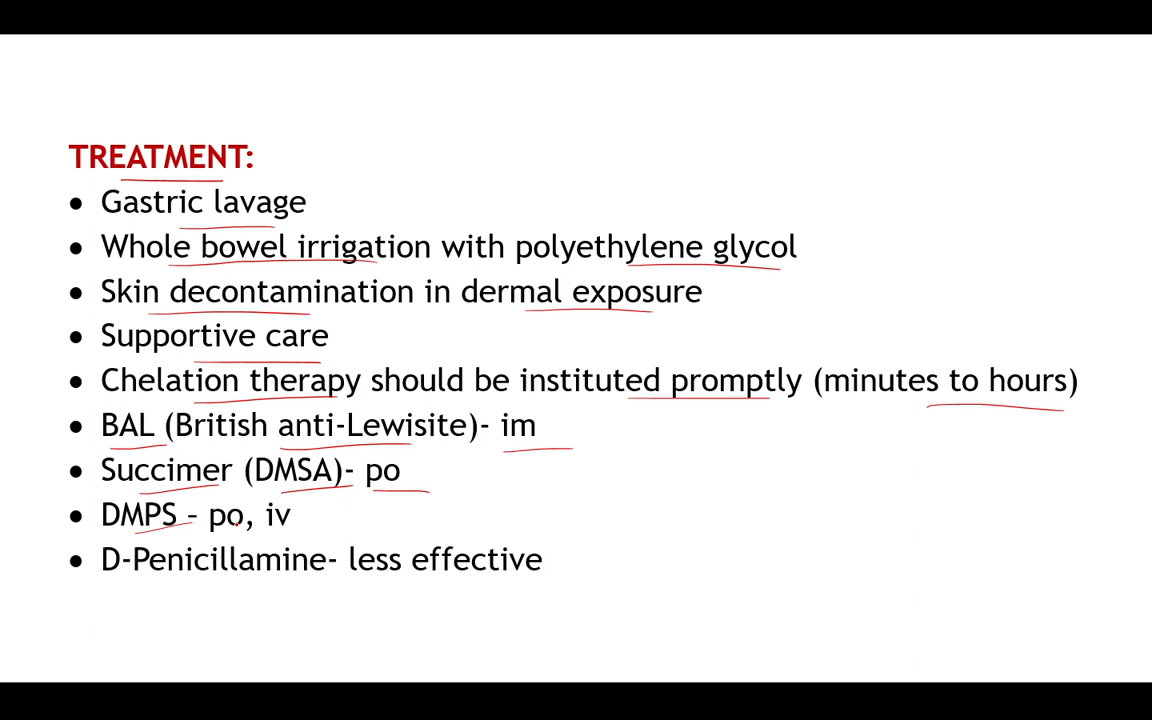 TREATMENT:
• Gastric lavage
• Whole bowel irrigation with polyethylene glycol
• Skin decontamination in dermal exposure
• Supportive care
• Chelation therapy should be instituted promptly (minutes to hours)
• BAL (British anti-Lewisite)- im
• Succimer (DMSA)- po
• DMPS – po, iv
• D-Penicillamine- less effective